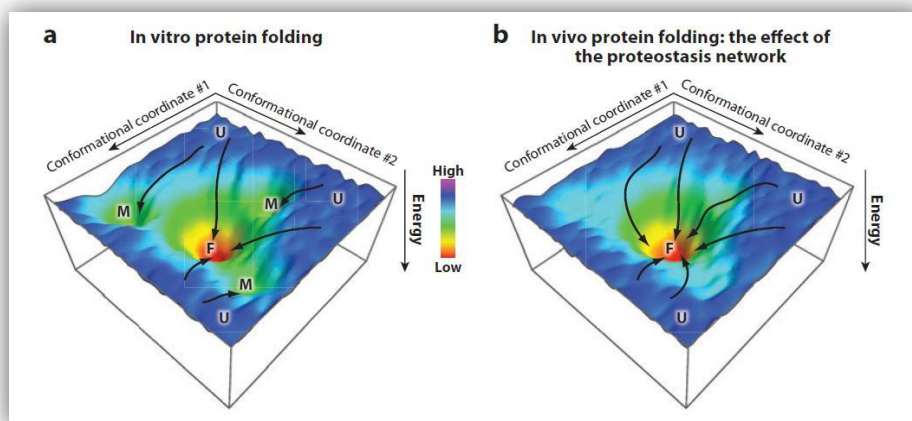 a
In vitro protein folding
Conformational coordinate #1
Conformational coordinate #2
U
U
M
M
F
M
U
Energy
High
Low
b
In vivo protein folding: the effect of
the proteostasis network
Conformational coordinate #1
Conformational coordinate #2
U
U
F
U
Energy